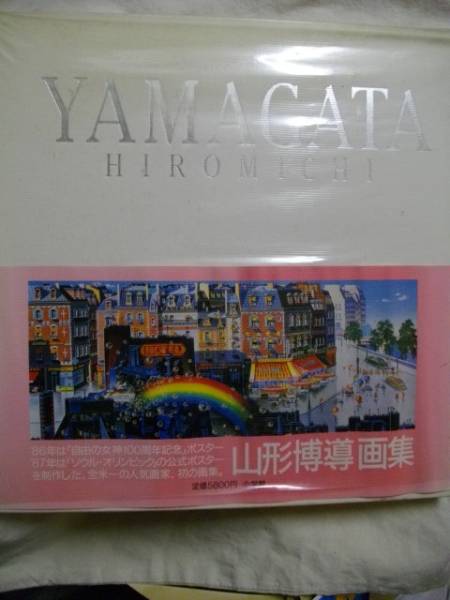 YAMAGATA
HIROMICHI
'86年は「自由の女神100周年記念」ポスター
'87年は「ソウル・オリンピック」の公式ポスター
を制作した、全米一の人気画家、初の画集。
山形博導画集
定価5800円 小学館